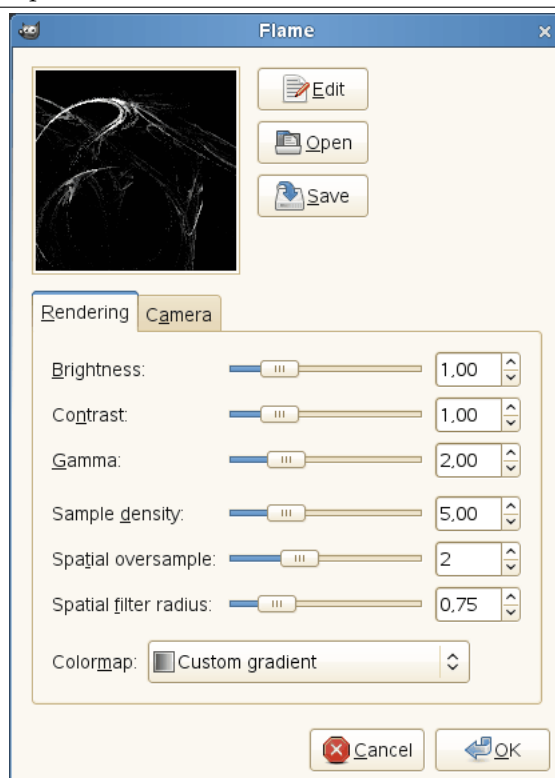 Flame
Edit
Open
Save
Rendering Camera
Brightness: 1,00
Contrast: 1,00
Gamma: 2,00
Sample density: 5,00
Spatial oversample: 2
Spatial filter radius: 0,75
Colormap: Custom gradient
Cancel OK